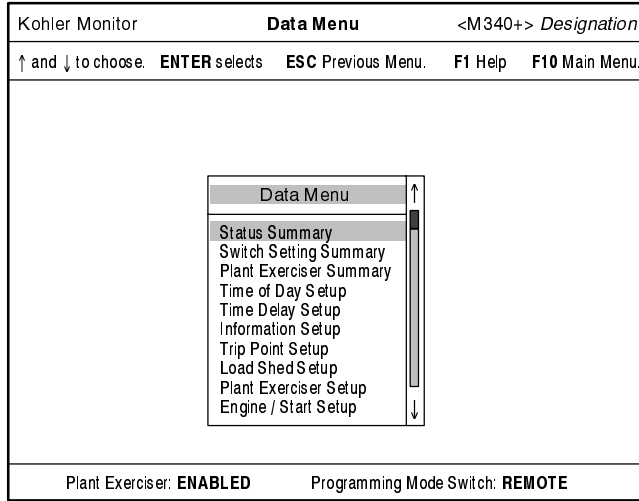 Kohler Monitor Data Menu <M340+> Designation
↑ and ↓ to choose. ENTER selects ESC Previous Menu. F1 Help F10 Main Menu.
Data Menu ↑
Status Summary
Switch Setting Summary
Plant Exerciser Summary
Time of Day Setup
Time Delay Setup
Information Setup
Trip Point Setup
Load Shed Setup
Plant Exerciser Setup
Engine / Start Setup ↓
Plant Exerciser: ENABLED Programming Mode Switch: REMOTE